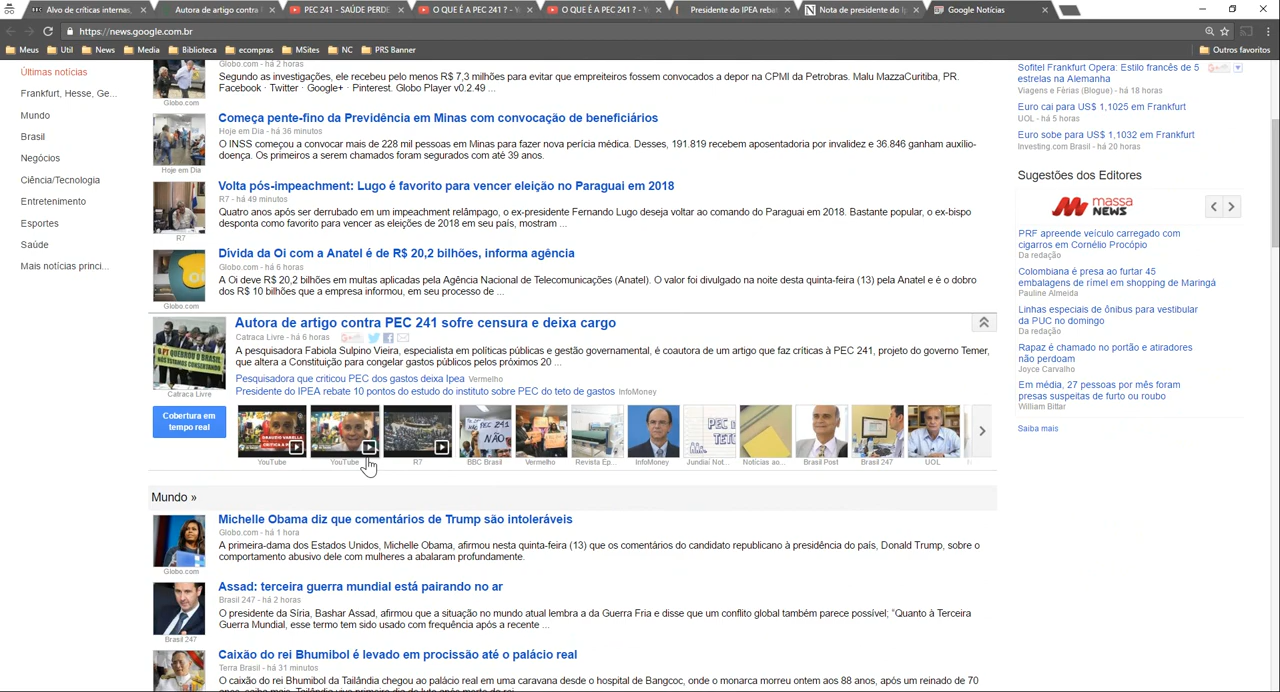 Alvo de críticas internas,
Autora de artigo contra
PEC 241 - SAÚDE PERDE
O QUE É A PEC 241 ? - Y
O QUE É A PEC 241 ? - Y
Presidente do IPEA rebat
Nota de presidente do I
Google Notícias
https://news.google.com.br
Meus
Util
News
Media
Biblioteca
ecompras
MSites
NC
PRS Banner
Outros favoritos
Últimas notícias
Frankfurt, Hesse, Ge...
Mundo
Brasil
Negócios
Ciência/Tecnologia
Entretenimento
Esportes
Saúde
Mais notícias princi...
Globo.com - há 2 horas
Segundo as investigações, ele recebeu pelo menos R$ 7,3 milhões para evitar que empreiteiros fossem convocados a depor na CPMI da Petrobras. Malu MazzaCuritiba, PR.
Facebook · Twitter · Google+ · Pinterest. Globo Player v0.2.49 ...
Globo.com
Começa pente-fino da Previdência em Minas com convocação de beneficiários
Hoje em Dia - há 36 minutos
O INSS começou a convocar mais de 228 mil pessoas em Minas para fazer nova perícia médica. Desses, 191.819 recebem aposentadoria por invalidez e 36.846 ganham auxílio-
doença. Os primeiros a serem chamados foram segurados com até 39 anos.
Hoje em Dia
Volta pós-impeachment: Lugo é favorito para vencer eleição no Paraguai em 2018
R7 - há 49 minutos
Quatro anos após ser derrubado em um impeachment relâmpago, o ex-presidente Fernando Lugo deseja voltar ao comando do Paraguai em 2018. Bastante popular, o ex-bispo
desponta como favorito para vencer as eleições de 2018 em seu país, mostram ...
R7
Dívida da Oi com a Anatel é de R$ 20,2 bilhões, informa agência
Globo.com - há 6 horas
A Oi deve R$ 20,2 bilhões em multas aplicadas pela Agência Nacional de Telecomunicações (Anatel). O valor foi divulgado na noite desta quinta-feira (13) pela Anatel e é o dobro
dos R$ 10 bilhões que a empresa informou, em seu processo de ...
Globo.com
Autora de artigo contra PEC 241 sofre censura e deixa cargo
Catraca Livre - há 6 horas
A pesquisadora Fabiola Sulpino Vieira, especialista em políticas públicas e gestão governamental, é coautora de um artigo que faz críticas à PEC 241, projeto do governo Temer,
que altera a Constituição para congelar gastos públicos pelos próximos 20 ...
Pesquisadora que criticou PEC dos gastos deixa Ipea Vermelho
Presidente do IPEA rebate 10 pontos do estudo do instituto sobre PEC do teto de gastos InfoMoney
Catraca Livre
Cobertura em
tempo real
YouTube
YouTube
R7
BBC Brasil
Vermelho
Revista Ep...
InfoMoney
Jundiaí Not...
Notícias ao...
Brasil Post
Brasil 247
UOL
Mundo »
Michelle Obama diz que comentários de Trump são intoleráveis
Globo.com - há 1 hora
A primeira-dama dos Estados Unidos, Michelle Obama, afirmou nesta quinta-feira (13) que os comentários do candidato republicano à presidência do país, Donald Trump, sobre o
comportamento abusivo dele com mulheres a abalaram profundamente.
Globo.com
Assad: terceira guerra mundial está pairando no ar
Brasil 247 - há 2 horas
O presidente da Síria, Bashar Assad, afirmou que a situação no mundo atual lembra a da Guerra Fria e disse que um conflito global também parece possível; "Quanto à Terceira
Guerra Mundial, esse termo tem sido usado com frequência após a recente ...
Brasil 247
Caixão do rei Bhumibol é levado em procissão até o palácio real
Terra Brasil - há 31 minutos
O caixão do rei Bhumibol da Tailândia chegou ao palácio real em uma caravana desde o hospital de Bangcoc, onde o monarca morreu ontem aos 88 anos, após um reinado de 70
Sofitel Frankfurt Opera: Estilo francês de 5
estrelas na Alemanha
Viagens e Férias (Blogue) - há 18 horas
Euro cai para US$ 1,1025 em Frankfurt
UOL - há 5 horas
Euro sobe para US$ 1,1032 em Frankfurt
Investing.com Brasil - há 20 horas
Sugestões dos Editores
massa
NEWS
PRF apreende veículo carregado com
cigarros em Cornélio Procópio
Da redação
Colombiana é presa ao furtar 45
embalagens de rímel em shopping de Maringá
Pauline Almeida
Linhas especiais de ônibus para vestibular
da PUC no domingo
Da redação
Rapaz é chamado no portão e atiradores
não perdoam
Joyce Carvalho
Em média, 27 pessoas por mês foram
presas suspeitas de furto ou roubo
William Bittar
Saiba mais